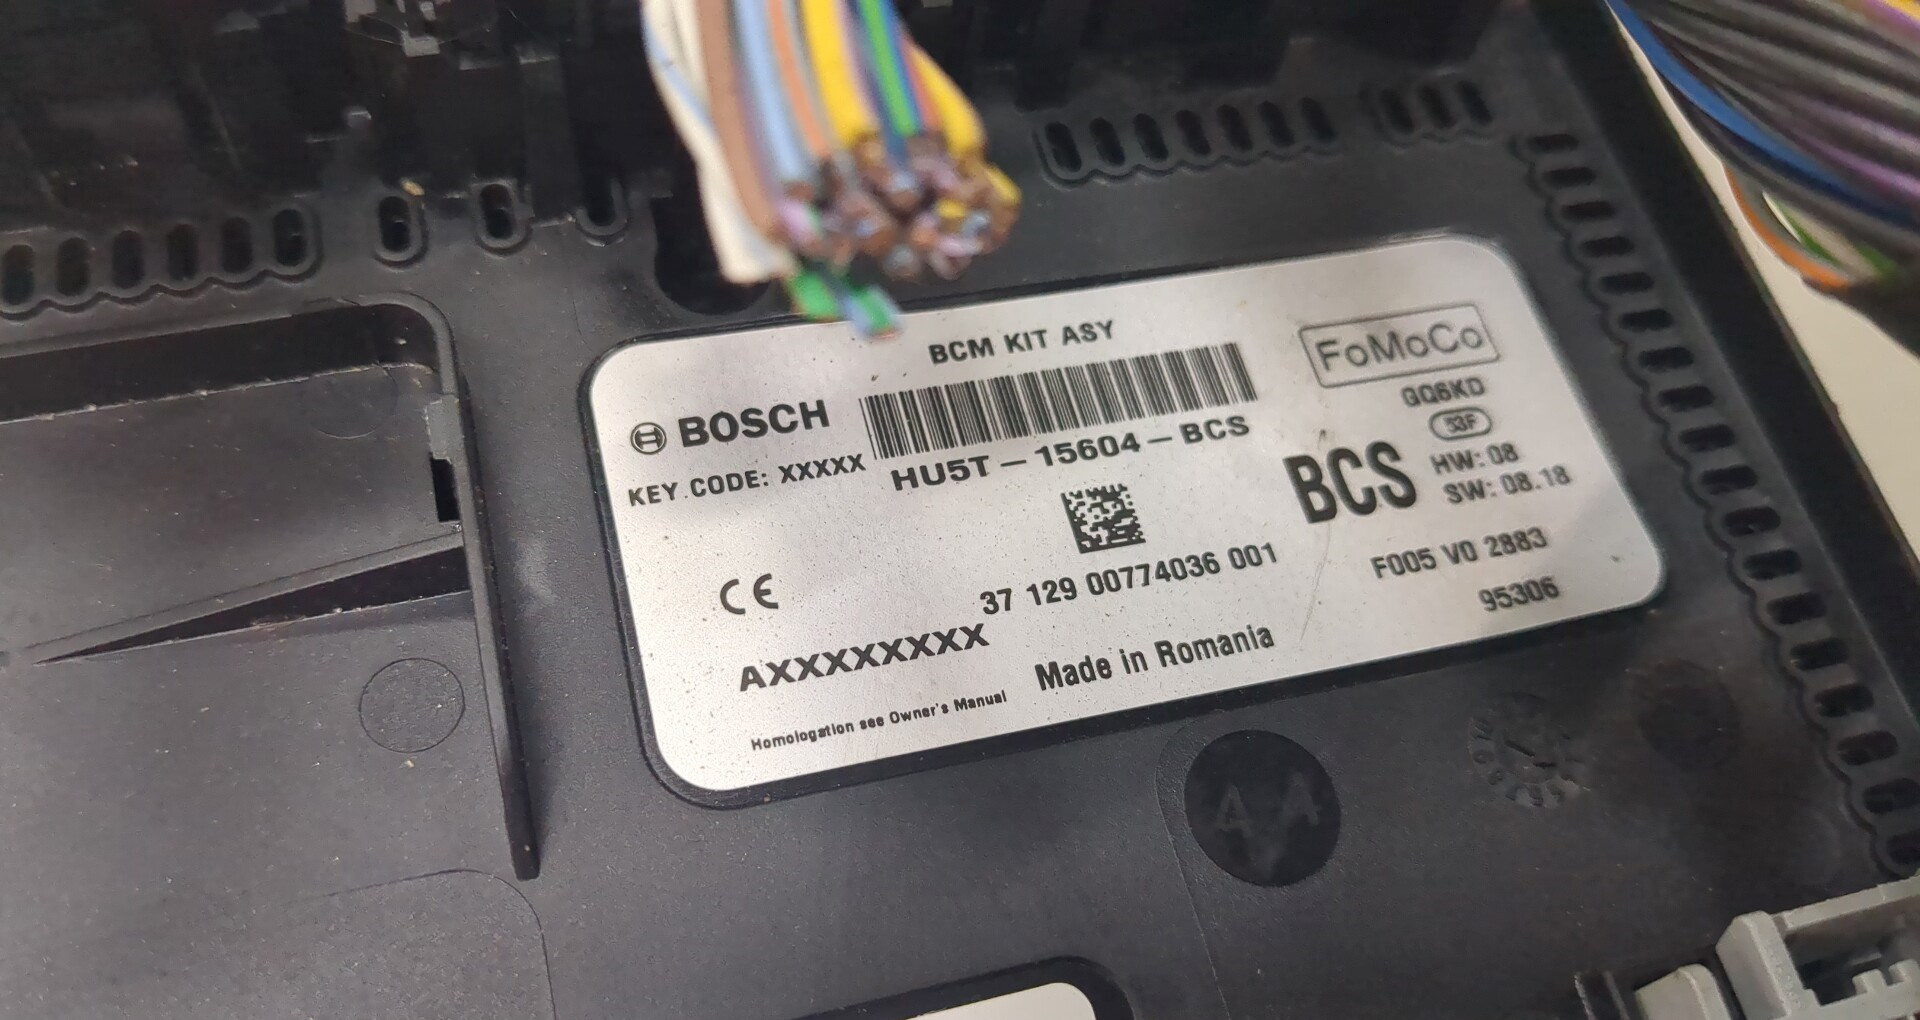 BCM KIT ASY
FoMoCo
BOSCH
GQ6KD
KEY CODE: XXXXX
HU5T – 15604 – BCS
BCS
HW: 08
SW: 08.18
CE
37 129 00774036 001
F005 V0 2883
95306
AXXXXXXXX
Made in Romania
Homologation see Owner's Manual